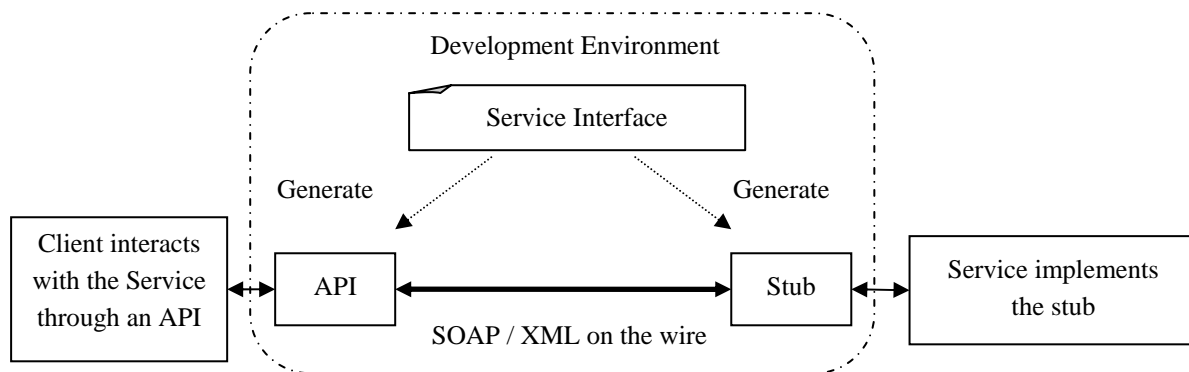 Development Environment
Service Interface
Generate
Generate
Client interacts
with the Service
through an API
API
Stub
Service implements
the stub
SOAP / XML on the wire